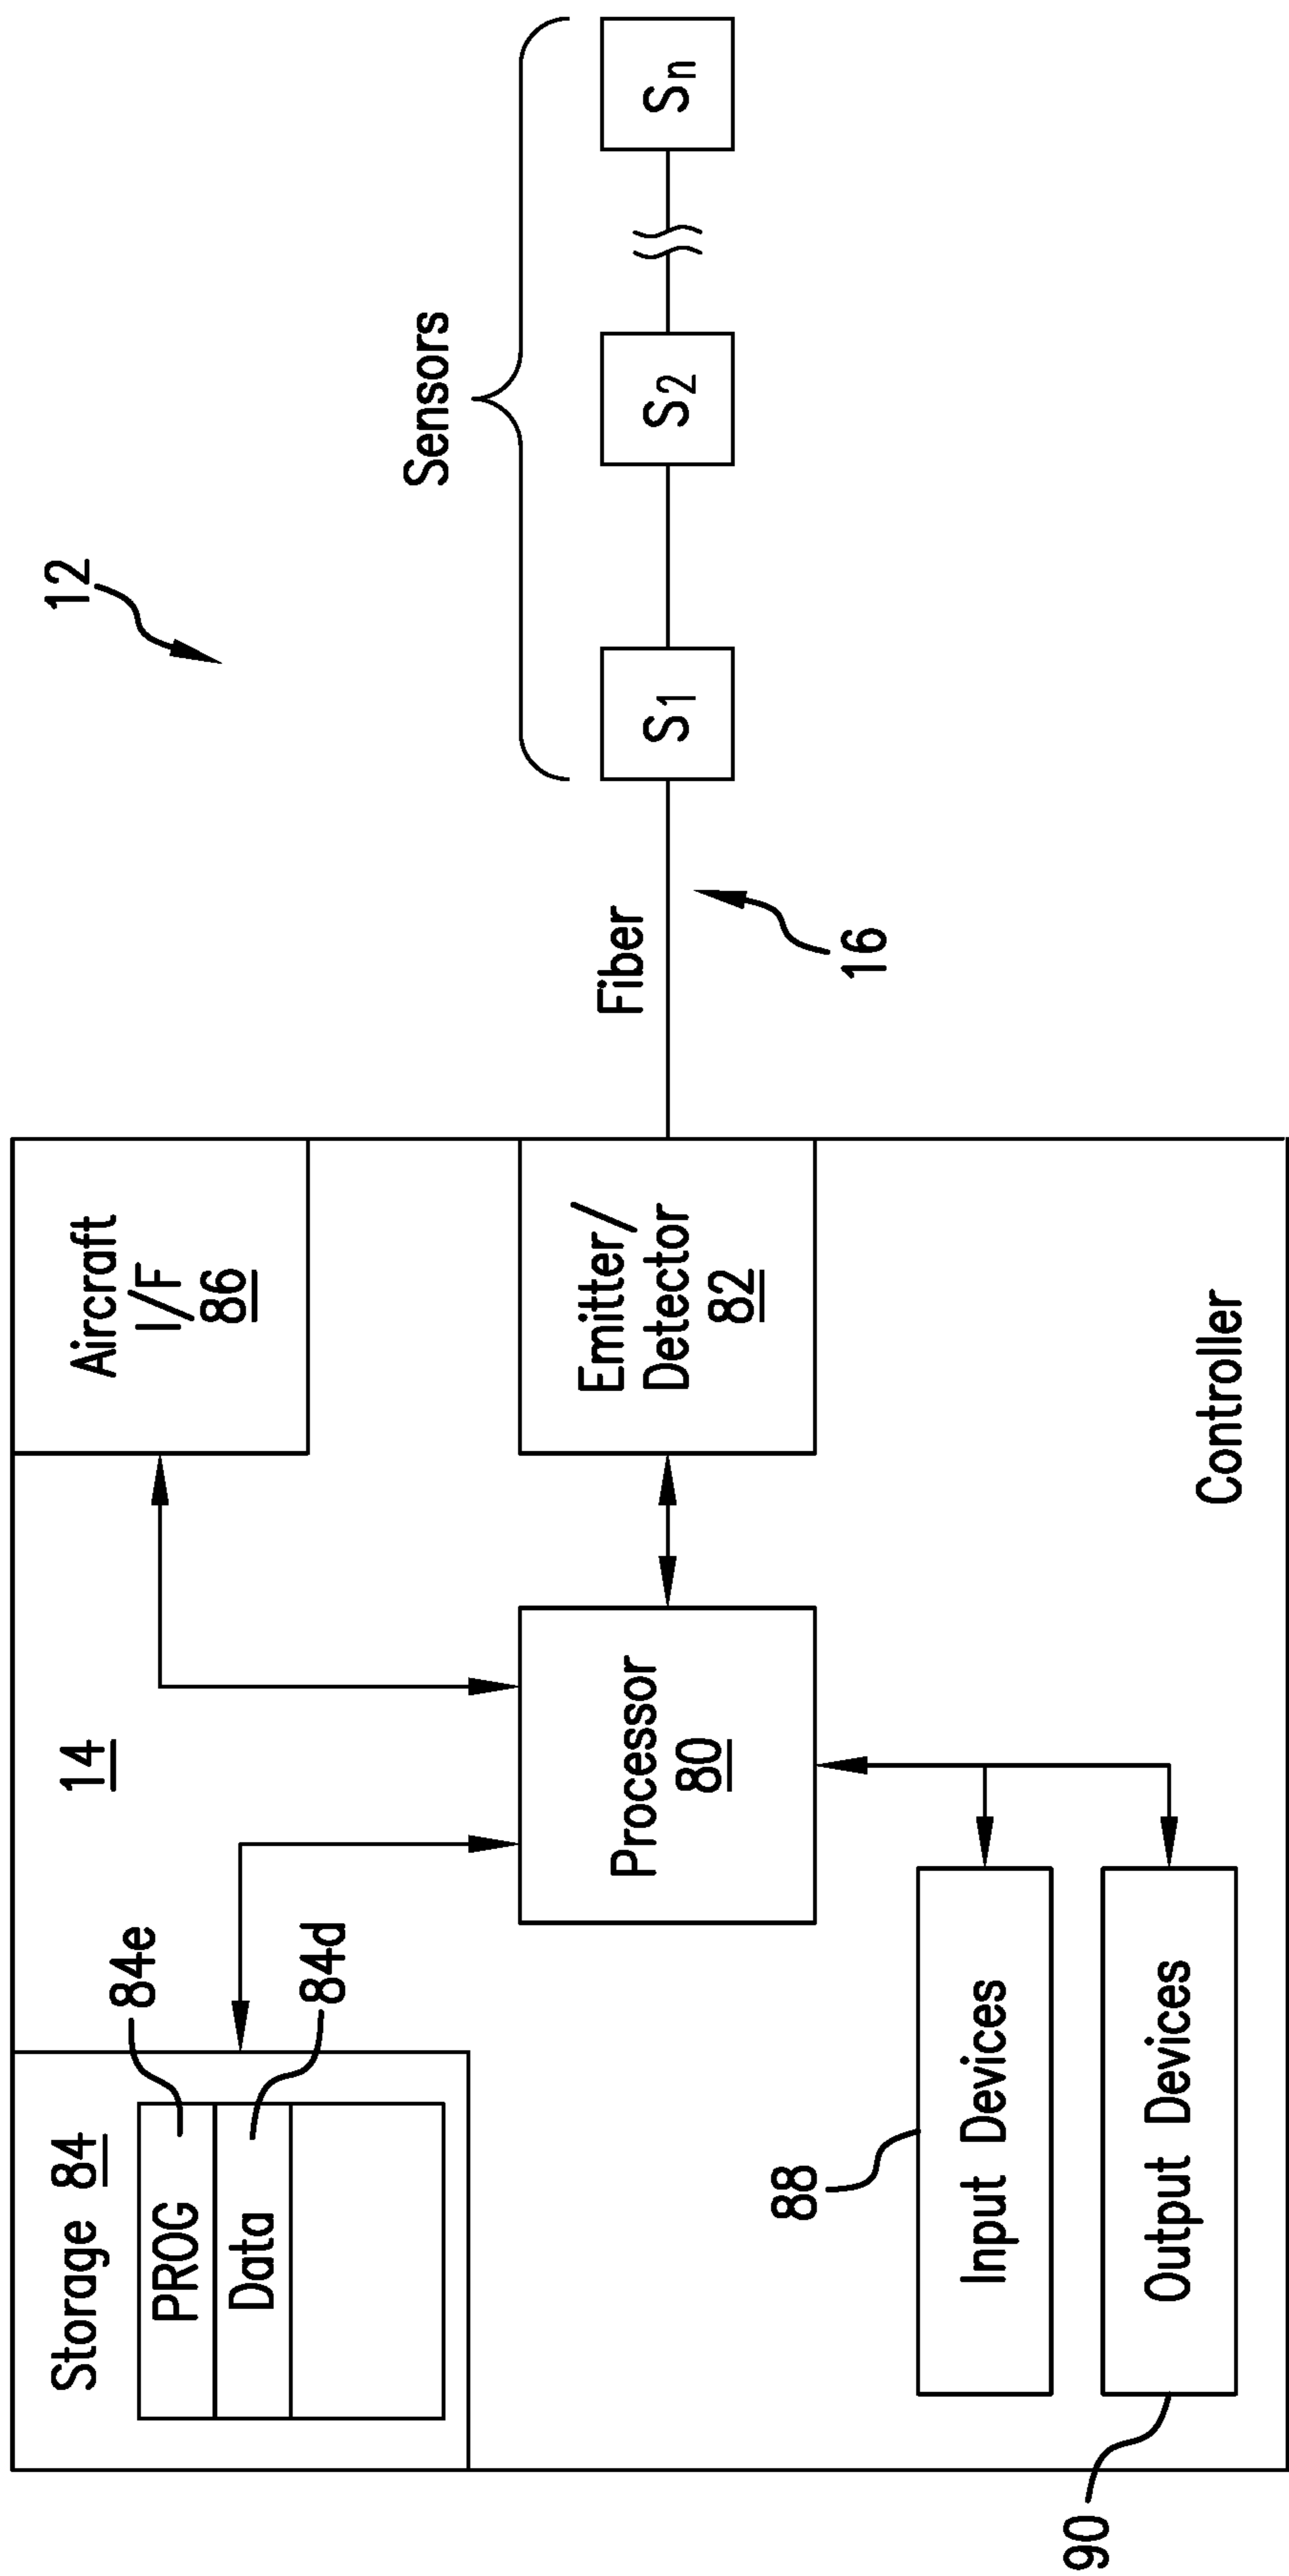 12
Sensors
S1
S2
Sn
Fiber
16
14
Storage 84
PROG
Data
84e
84d
Aircraft
I/F
86
Processor
80
Emitter/
Detector
82
88
Input Devices
Output Devices
90
Controller